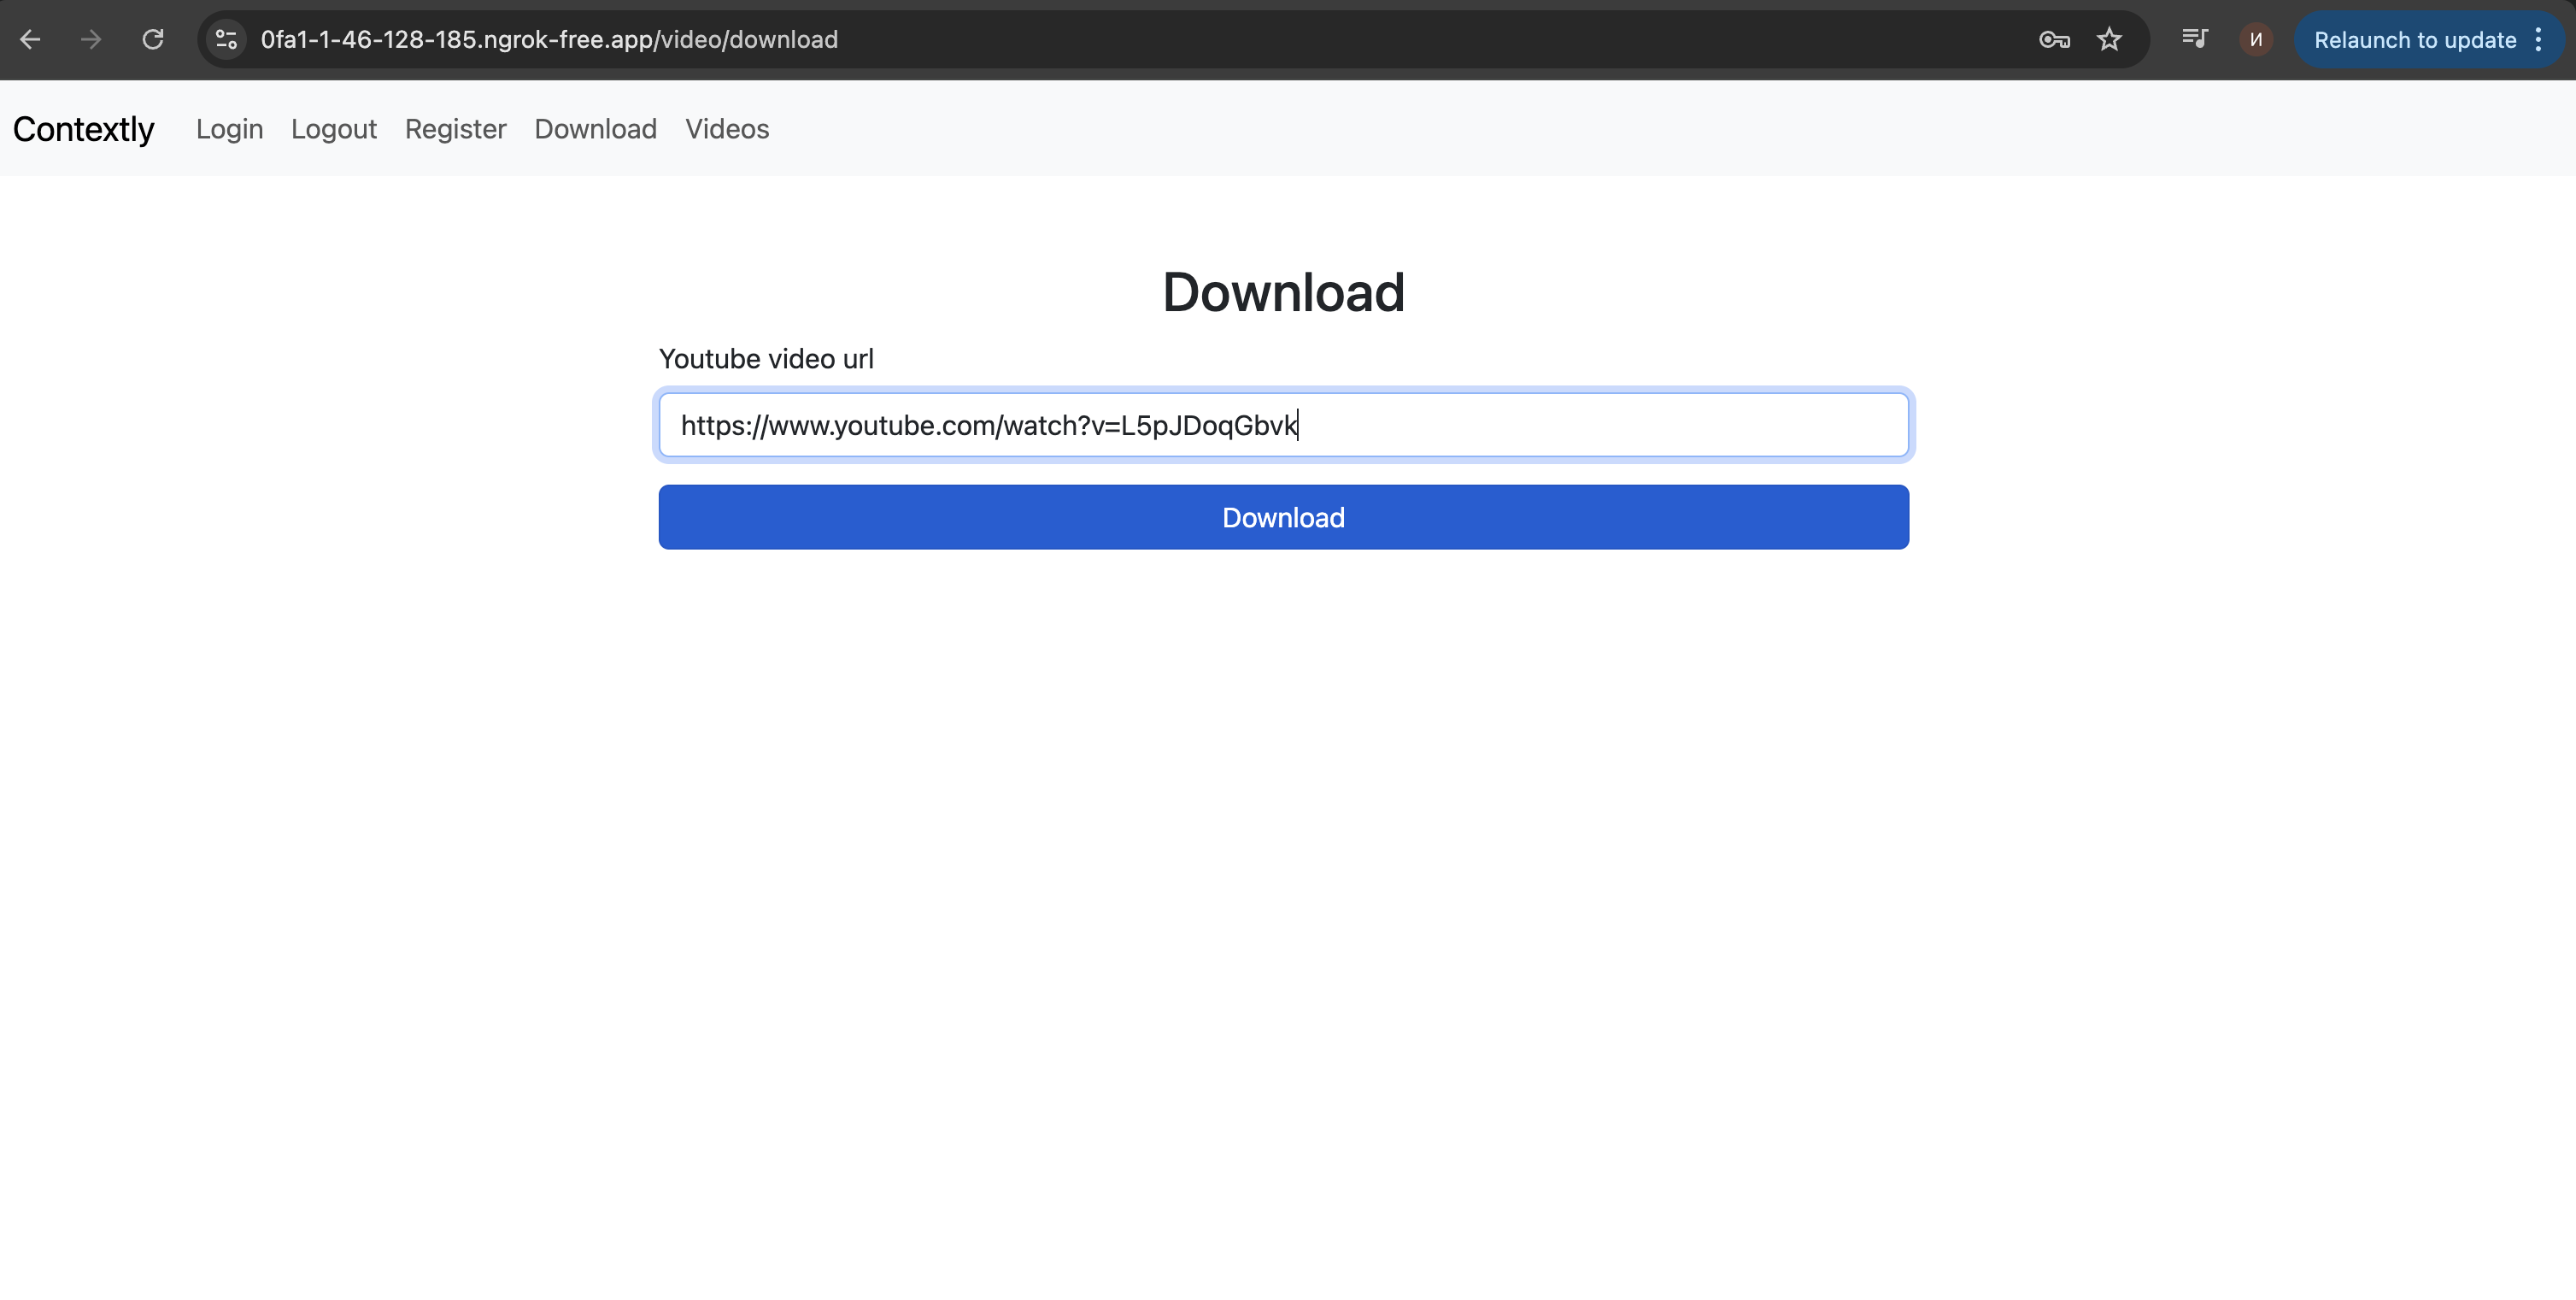 0fa1-1-46-128-185.ngrok-free.app/video/download
И
Relaunch to update
Contextly
Login
Logout
Register
Download
Videos
Download
Youtube video url
https://www.youtube.com/watch?v=L5pJDoqGbvk
Download